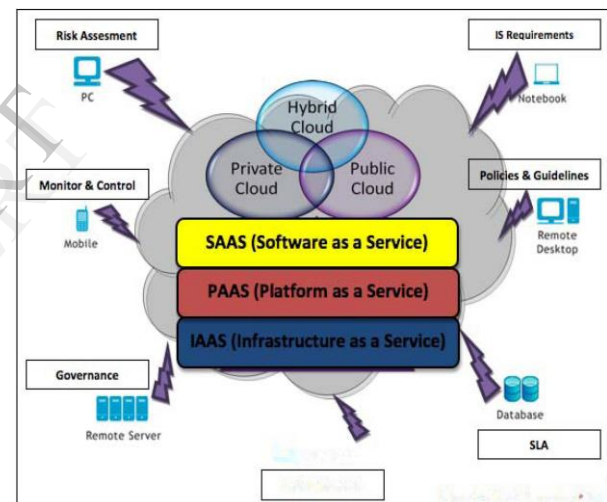 Risk Assesment
PC
IS Requirements
Notebook
Hybrid
Cloud
Private
Cloud
Public
Cloud
Monitor & Control
Mobile
Policies & Guidelines
Remote
Desktop
SAAS (Software as a Service)
PAAS (Platform as a Service)
IAAS (Infrastructure as a Service)
Governance
Remote Server
Database
SLA